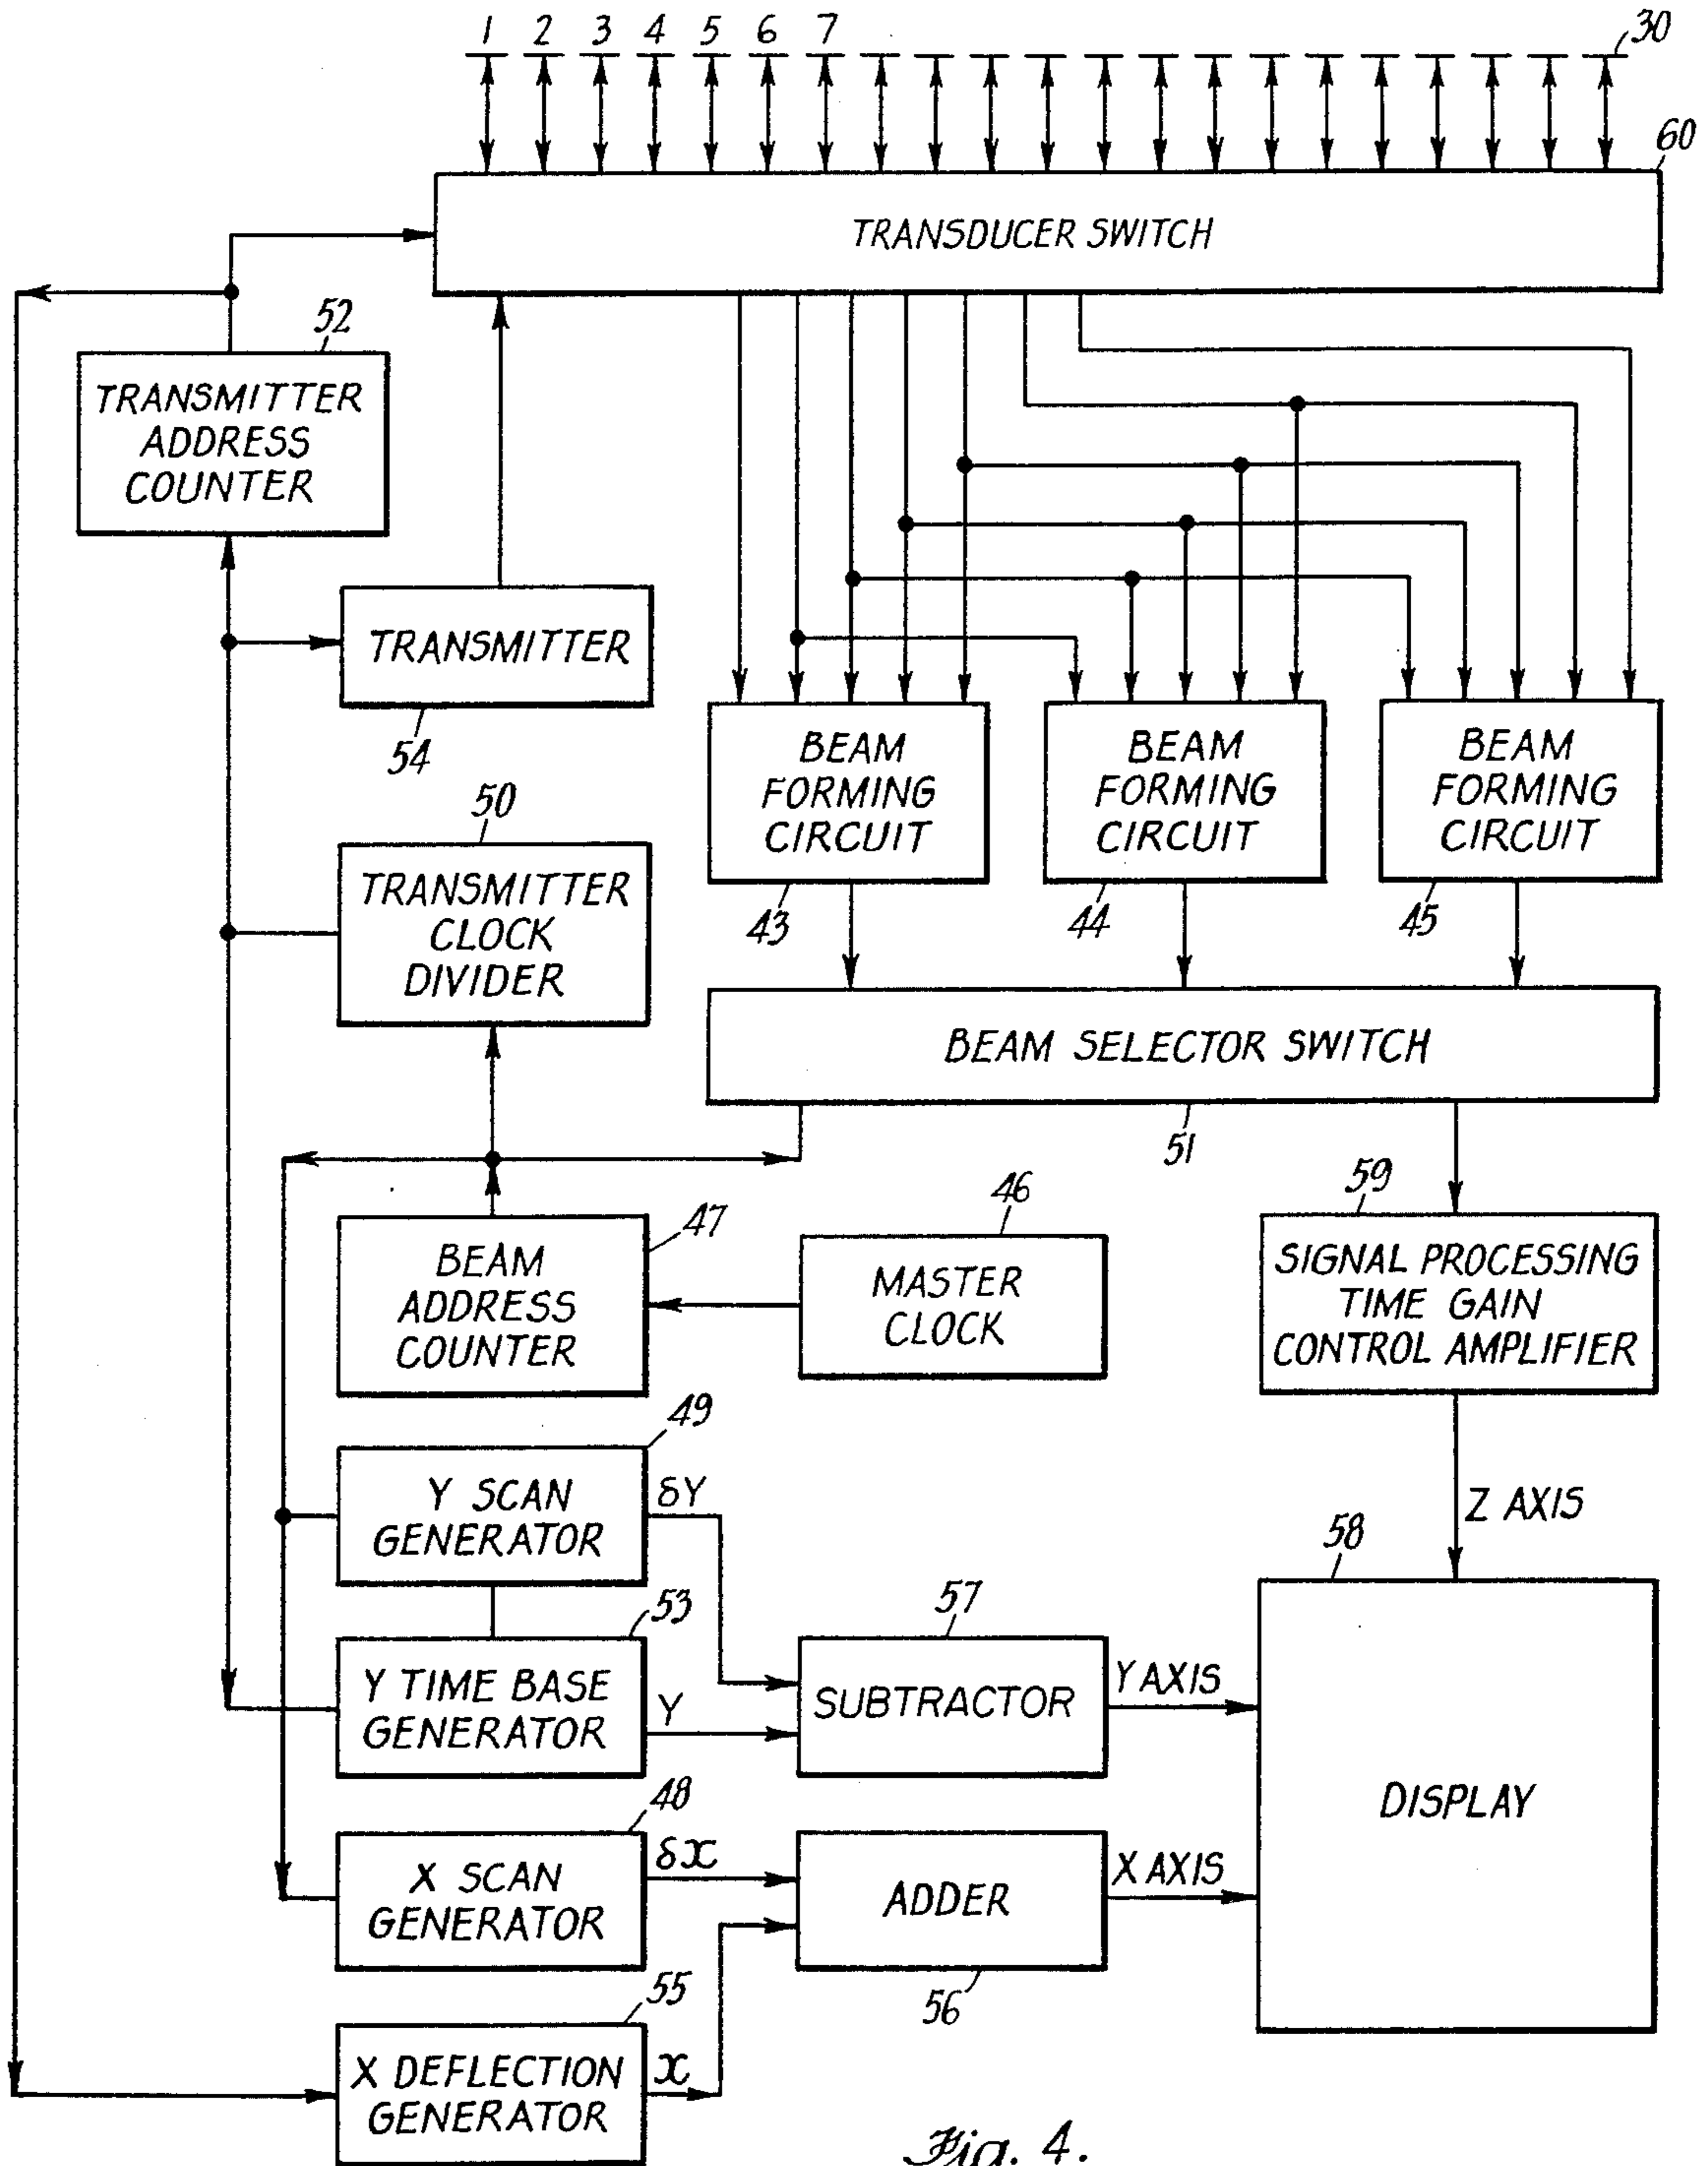 1 2 3 4 5 6 7 30
60
TRANSDUCER SWITCH
52
TRANSMITTER
ADDRESS
COUNTER
TRANSMITTER
54
BEAM
FORMING
CIRCUIT
43
BEAM
FORMING
CIRCUIT
44
BEAM
FORMING
CIRCUIT
45
50
TRANSMITTER
CLOCK
DIVIDER
BEAM SELECTOR SWITCH
51
47
BEAM
ADDRESS
COUNTER
46
MASTER
CLOCK
59
SIGNAL PROCESSING
TIME GAIN
CONTROL AMPLIFIER
Z AXIS
49
Y SCAN
GENERATOR
δY
53
Y TIME BASE
GENERATOR
Y
57
SUBTRACTOR
Y AXIS
58
DISPLAY
48
X SCAN
GENERATOR
δx
ADDER
56
X AXIS
55
X DEFLECTION
GENERATOR
x
Fig. 4.